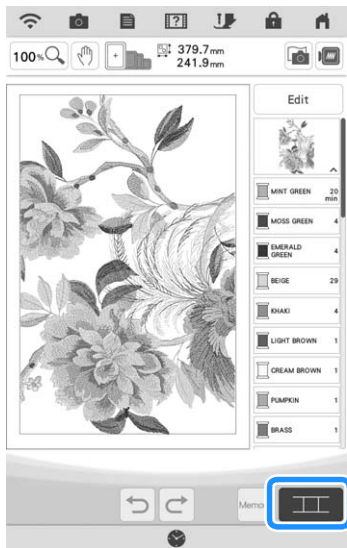 ?
100% 379.7mm
241.9mm
Edit
MINT GREEN 20 min
MOSS GREEN 4
EMERALD GREEN 4
BEIGE 29
KHAKI 4
LIGHT BROWN 1
CREAM BROWN 1
PUMPKIN 1
BRASS 1